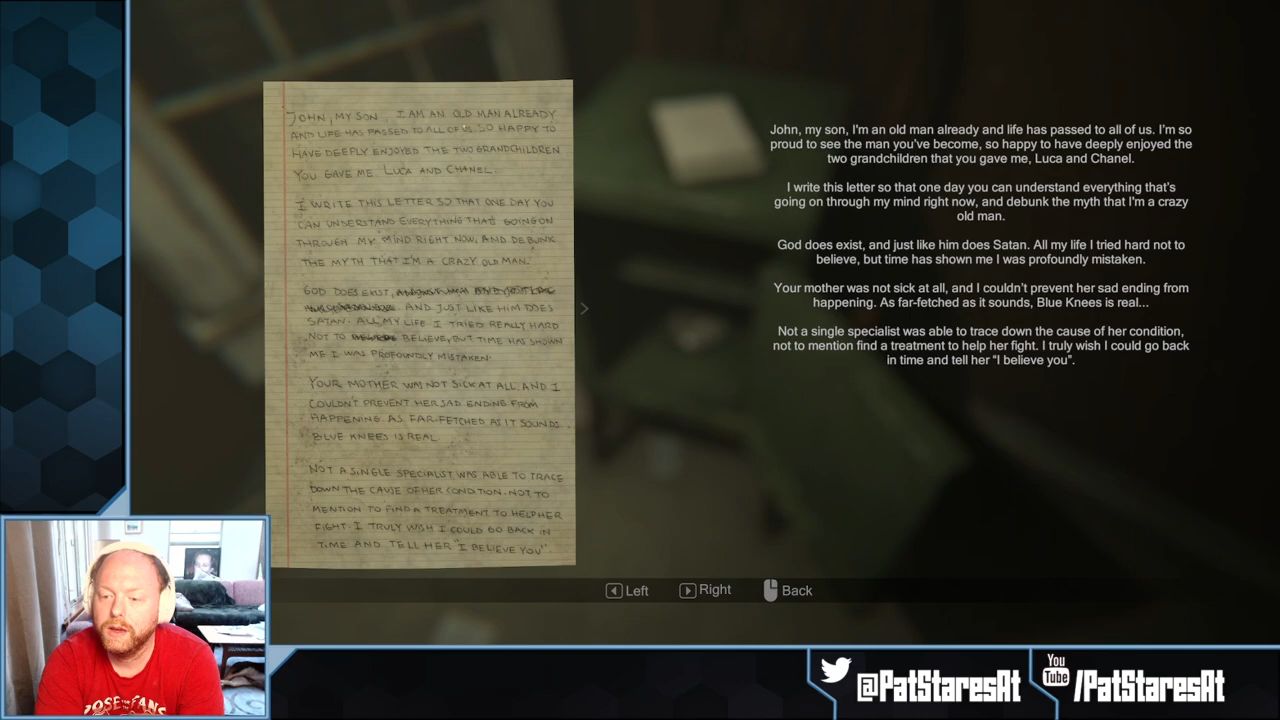 JOHN, MY SON, I AM AN OLD MAN ALREADY
AND LIFE HAS PASSED TO ALL OF US. SO HAPPY TO
HAVE DEEPLY ENJOYED THE TWO GRANDCHILDREN
YOU GAVE ME. LUCA AND CHANEL.
I WRITE THIS LETTER SO THAT ONE DAY YOU
CAN UNDERSTAND EVERYTHING THAT'S GOING ON
THROUGH MY MIND RIGHT NOW, AND DEBUNK
THE MYTH THAT I'M A CRAZY OLD MAN.
GOD DOES EXIST,
AND JUST LIKE HIM DOES
SATAN. ALL MY LIFE I TRIED REALLY HARD
NOT TO BELIEVE, BUT TIME HAS SHOWN
ME I WAS PROFOUNDLY MISTAKEN.
YOUR MOTHER WAS NOT SICK AT ALL, AND I
COULDN'T PREVENT HER SAD ENDING FROM
HAPPENING. AS FAR-FETCHED AS IT SOUNDS,
BLUE KNEES IS REAL
NOT A SINGLE SPECIALIST WAS ABLE TO TRACE
DOWN THE CAUSE OF HER CONDITION. NOT TO
MENTION TO FIND A TREATMENT TO HELP HER
FIGHT. I TRULY WISH I COULD GO BACK IN
TIME AND TELL HER "I BELIEVE YOU".
John, my son, I'm an old man already and life has passed to all of us. I'm so
proud to see the man you've become, so happy to have deeply enjoyed the
two grandchildren that you gave me, Luca and Chanel.
I write this letter so that one day you can understand everything that's
going on through my mind right now, and debunk the myth that I'm a crazy
old man.
God does exist, and just like him does Satan. All my life I tried hard not to
believe, but time has shown me I was profoundly mistaken.
Your mother was not sick at all, and I couldn't prevent her sad ending from
happening. As far-fetched as it sounds, Blue Knees is real...
Not a single specialist was able to trace down the cause of her condition,
not to mention find a treatment to help her fight. I truly wish I could go back
in time and tell her “I believe you”.
Left Right Back
@PatStaresAt
You Tube /PatStaresAt